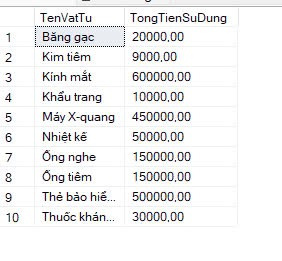 TenVatTu TongTienSuDung
1 Băng gạc 20000,00
2 Kim tiêm 9000,00
3 Kính mắt 600000,00
4 Khẩu trang 10000,00
5 Máy X-quang 450000,00
6 Nhiệt kế 50000,00
7 Ống nghe 150000,00
8 Ống tiêm 150000,00
9 Thẻ bảo hiể... 500000,00
10 Thuốc khán... 30000,00